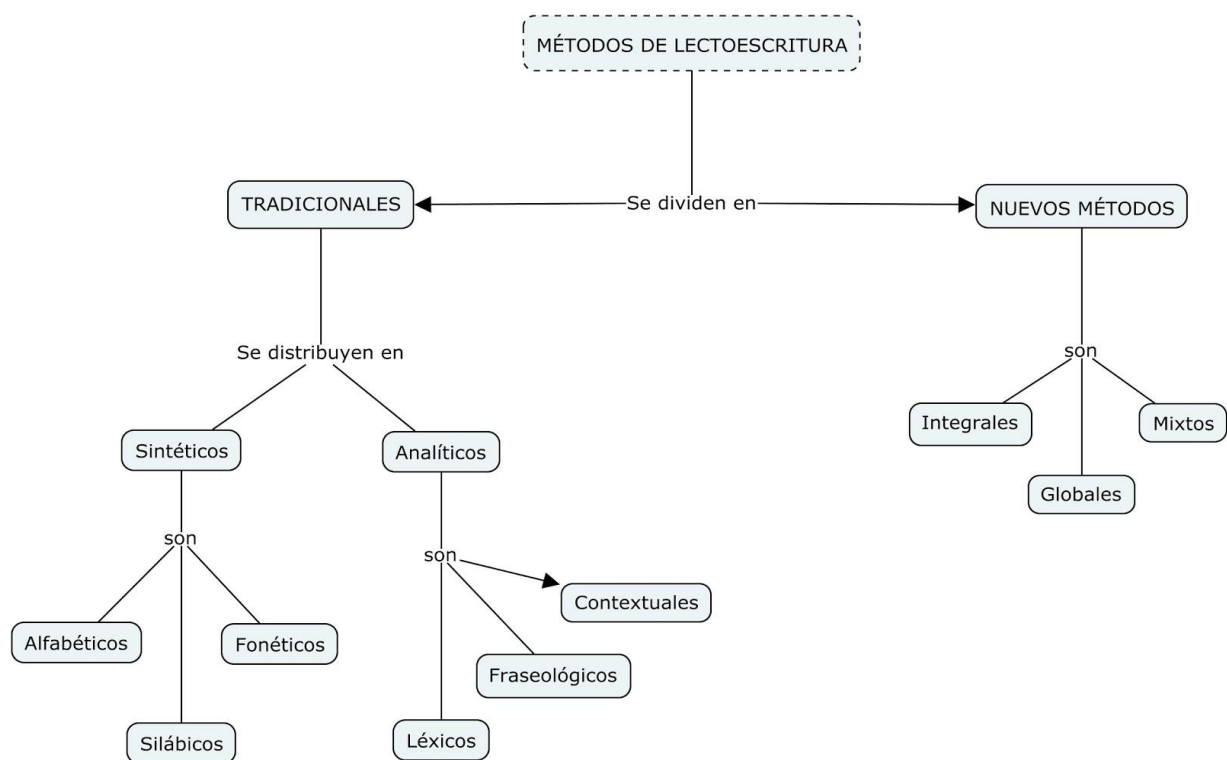 MÉTODOS DE LECTOESCRITURA
TRADICIONALES
Se dividen en
NUEVOS MÉTODOS
Se distribuyen en
son
Sintéticos
Analíticos
Integrales
Mixtos
Globales
son
son
Contextuales
Alfabéticos
Fonéticos
Fraseológicos
Silábicos
Léxicos